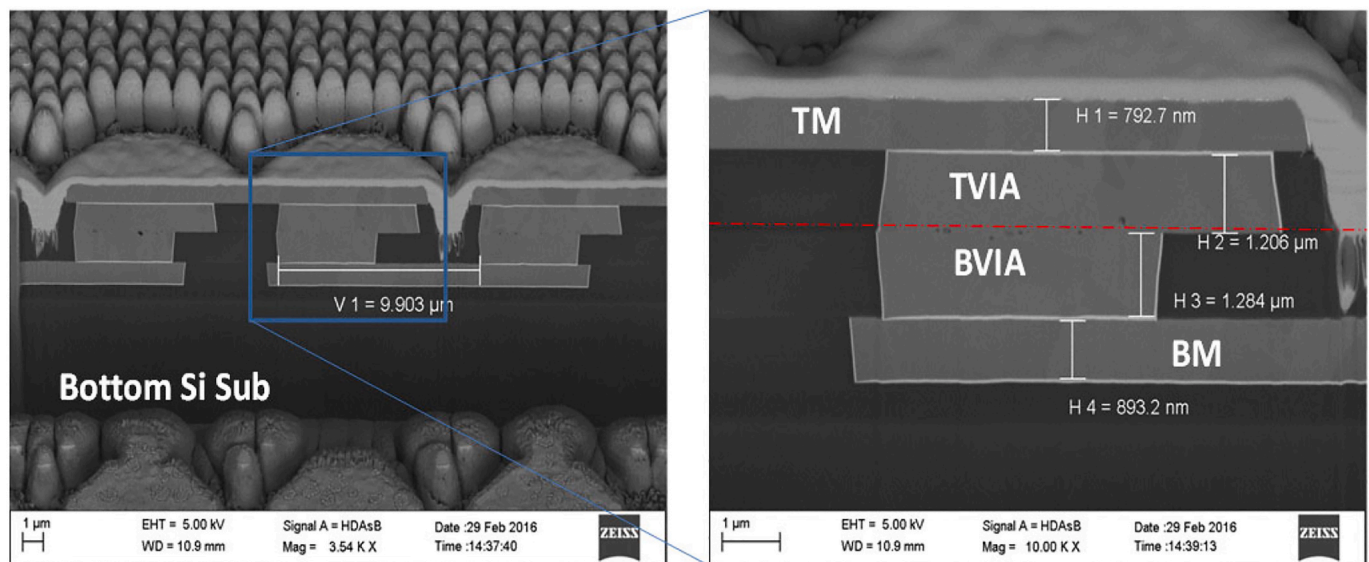 V 1 = 9.903 µm
Bottom Si Sub
1 µm
EHT = 5.00 kV
Signal A = HDAsB
Date :29 Feb 2016
WD = 10.9 mm
Mag = 3.54 K X
Time :14:37:40
ZEISS
TM
H 1 = 792.7 nm
TVIA
H 2 = 1.206 µm
BVIA
H 3 = 1.284 µm
BM
H 4 = 893.2 nm
1 µm
EHT = 5.00 kV
Signal A = HDAsB
Date :29 Feb 2016
WD = 10.9 mm
Mag = 10.00 K X
Time :14:39:13
ZEISS